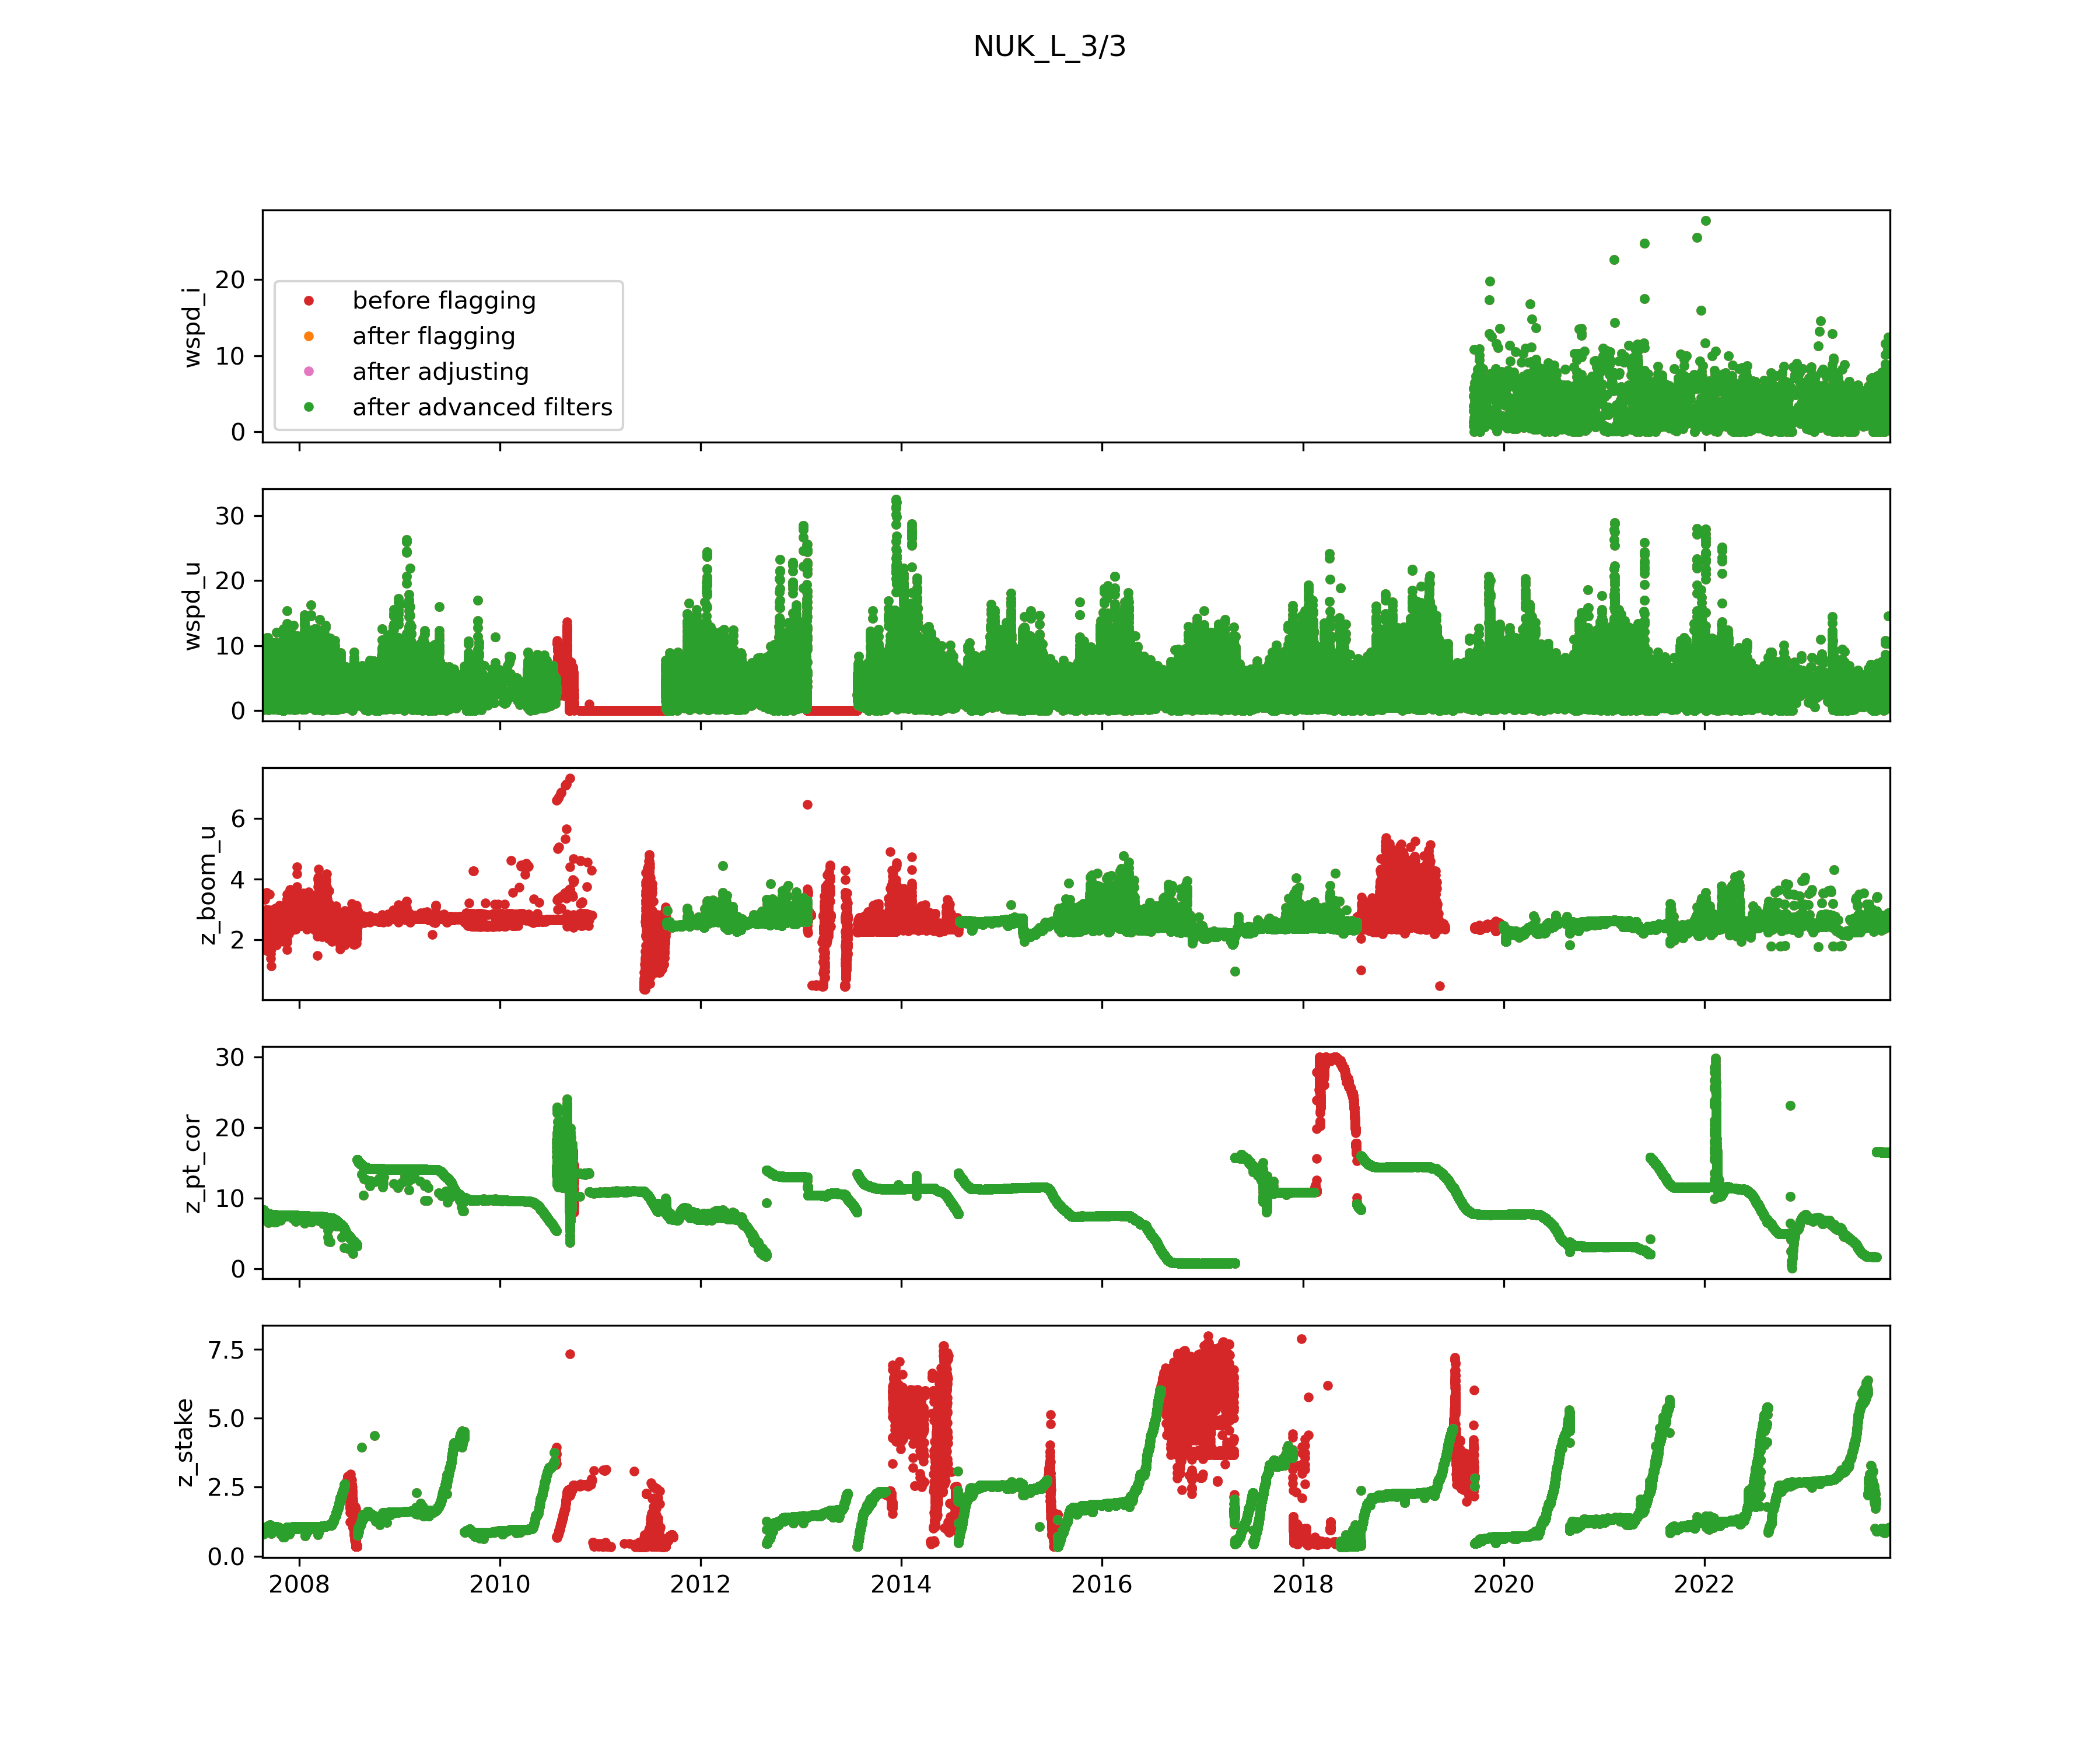 NUK_L_3/3
wspd_i
20
10
0
before flagging
after flagging
after adjusting
after advanced filters
wspd_u
30
20
10
0
z_boom_u
6
4
2
z_pt_cor
30
20
10
0
z_stake
7.5
5.0
2.5
0.0
2008 2010 2012 2014 2016 2018 2020 2022